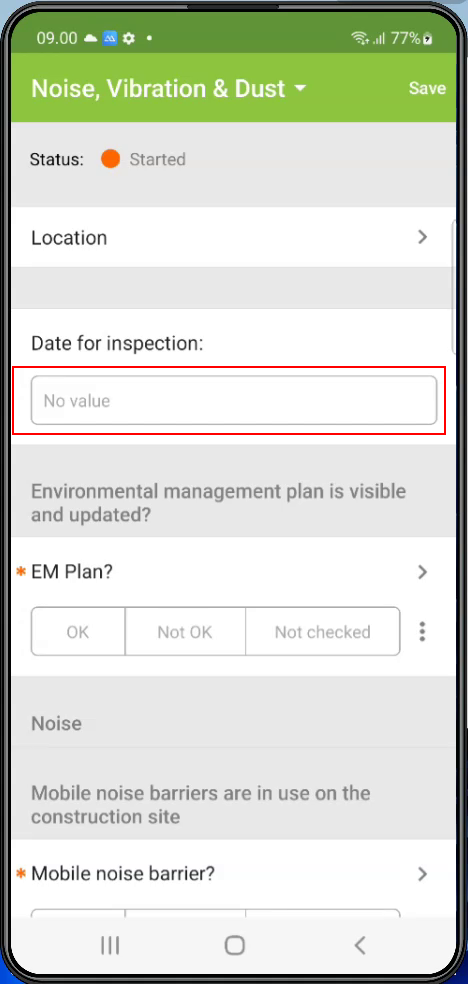 09.00
77%
Noise, Vibration & Dust
Save
Status:
Started
Location
Date for inspection:
No value
Environmental management plan is visible
and updated?
* EM Plan?
OK
Not OK
Not checked
Noise
Mobile noise barriers are in use on the
construction site
* Mobile noise barrier?